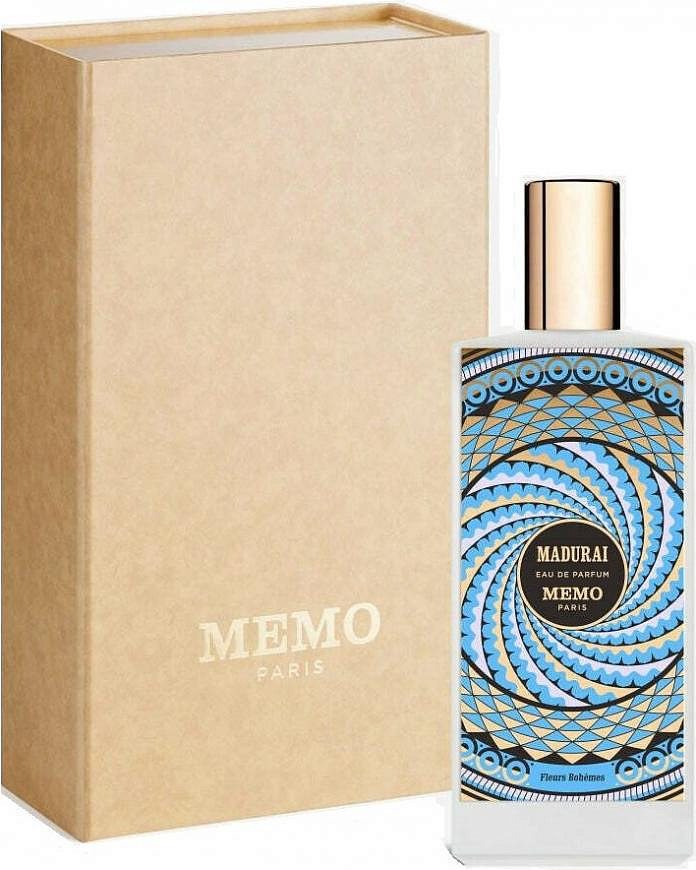 MEMO
PARIS
MADURAI
EAU DE PARFUM
MEMO
PARIS
Fleurs Bohèmes